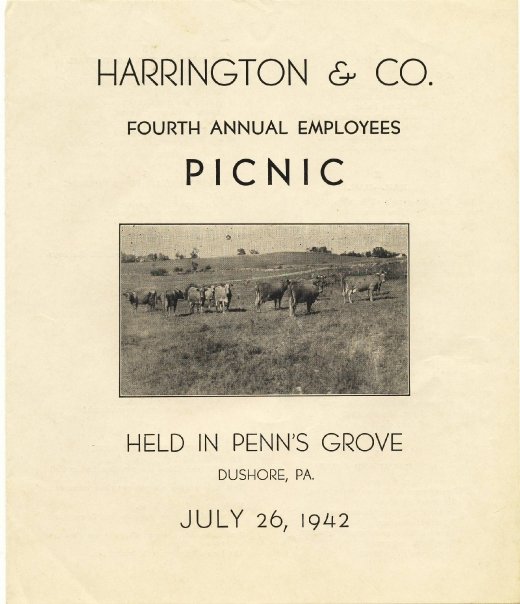 HARRINGTON & CO.
FOURTH ANNUAL EMPLOYEES
PICNIC
HELD IN PENN'S GROVE
DUSHORE, PA.
JULY 26, 1942